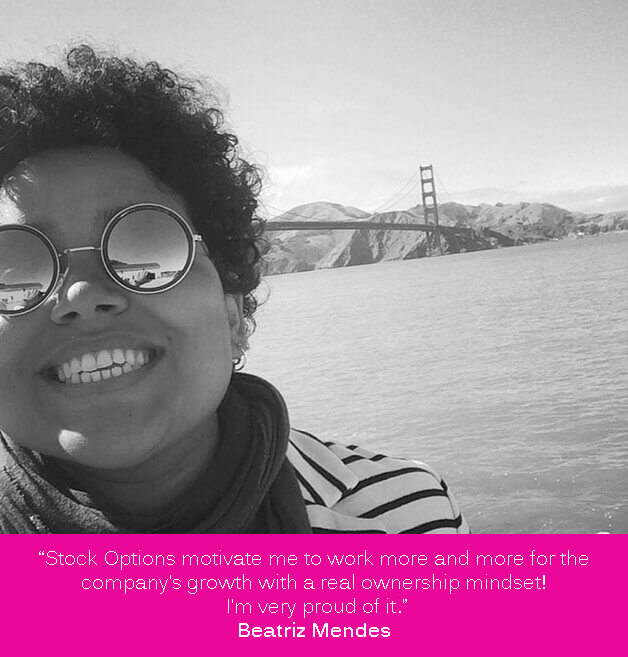 “Stock Options motivate me to work more and more for the
company's growth with a real ownership mindset!
I'm very proud of it.”
Beatriz Mendes